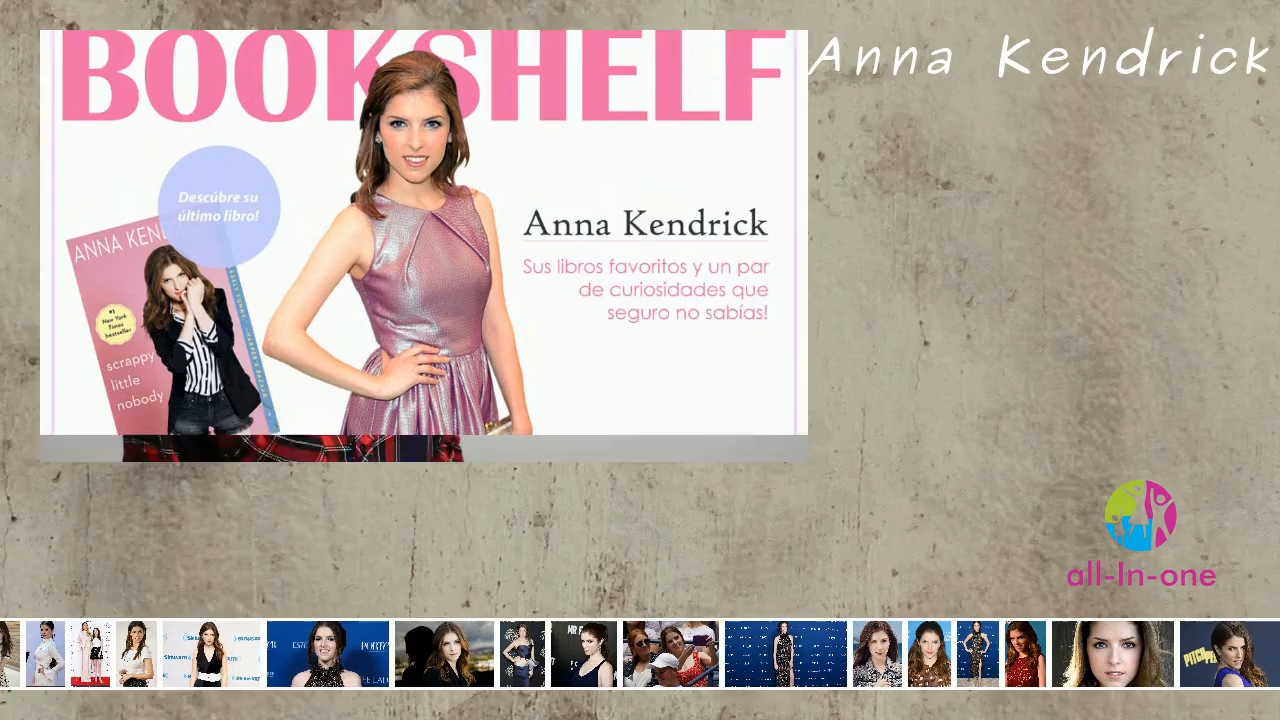 BOOKSHELF
Anna Kendrick
Descúbre su
último libro!
ANNA KEN
#1
New York
Times
bestseller
scrappy
little
nobody
Anna Kendrick
Sus libros favoritos y un par
de curiosidades que
seguro no sabías!
all-In-one